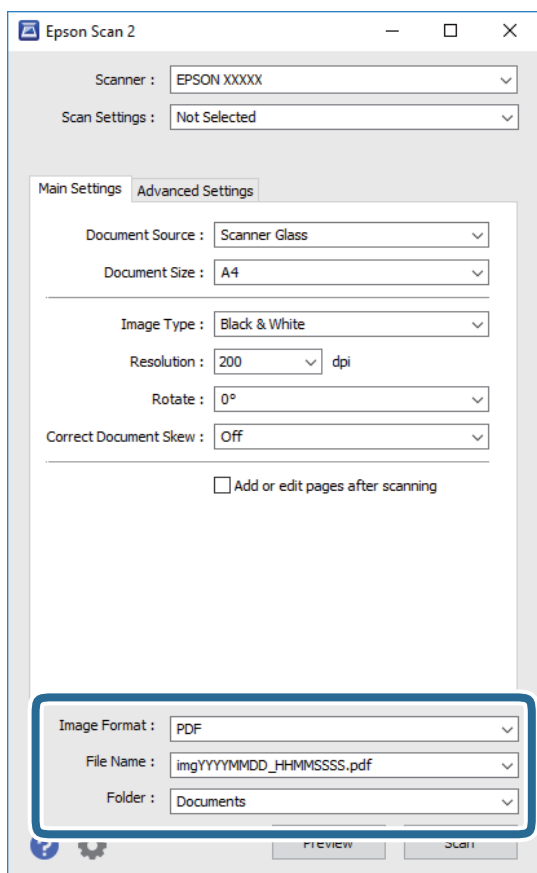 Epson Scan 2
Scanner : EPSON XXXXX
Scan Settings : Not Selected
Main Settings Advanced Settings
Document Source : Scanner Glass
Document Size : A4
Image Type : Black & White
Resolution : 200 dpi
Rotate : 0°
Correct Document Skew : Off
Add or edit pages after scanning
Image Format : PDF
File Name : imgYYYYMMDD_HHMMSSSS.pdf
Folder : Documents
? Preview Scan